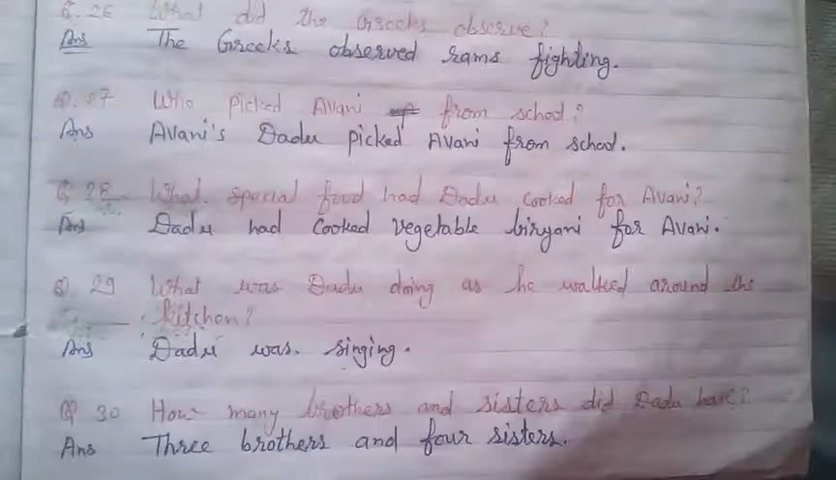 Q.26 What did the Greeks observe?
Ans The Greeks observed rams fighting.
Q.27 Who picked Avani from school?
Ans Avani's Dadu picked Avani from school.
Q 28 What special food had Dadu cooked for Avani?
Ans Dadu had cooked vegetable biryani for Avani.
Q. 29 What was Dadu doing as he walked around the
kitchen?
Ans Dadu was. singing.
Q 30 How many brothers and sisters did Dadu have?
Ans Three brothers and four sisters.